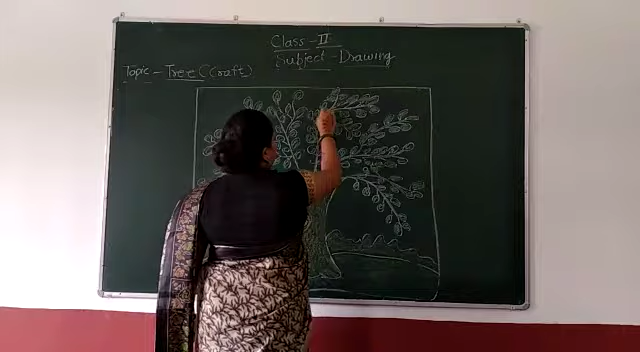 Class - II
Subject - Drawing
Topic - Tree (Craft)